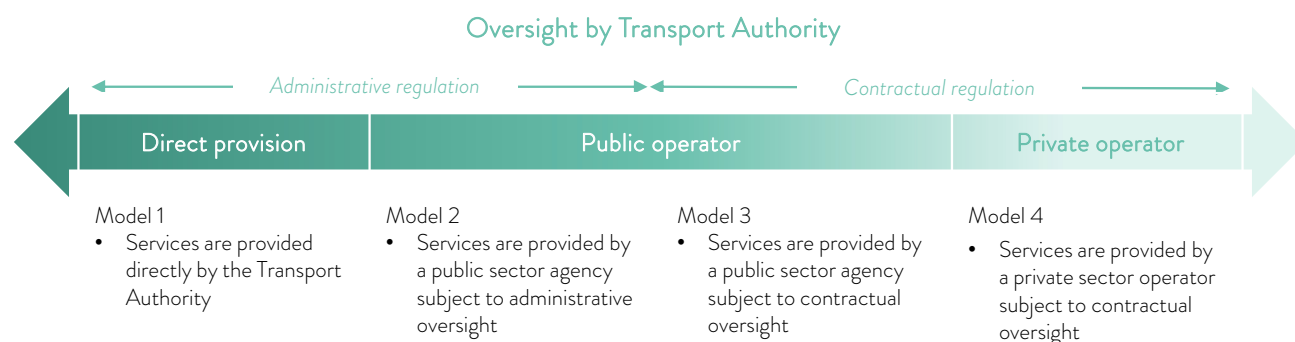 Oversight by Transport Authority
Administrative regulation
Contractual regulation
Direct provision
Public operator
Private operator
Model 1
• Services are provided
directly by the Transport
Authority
Model 2
• Services are provided by
a public sector agency
subject to administrative
oversight
Model 3
• Services are provided by
a public sector agency
subject to contractual
oversight
Model 4
• Services are provided by
a private sector operator
subject to contractual
oversight